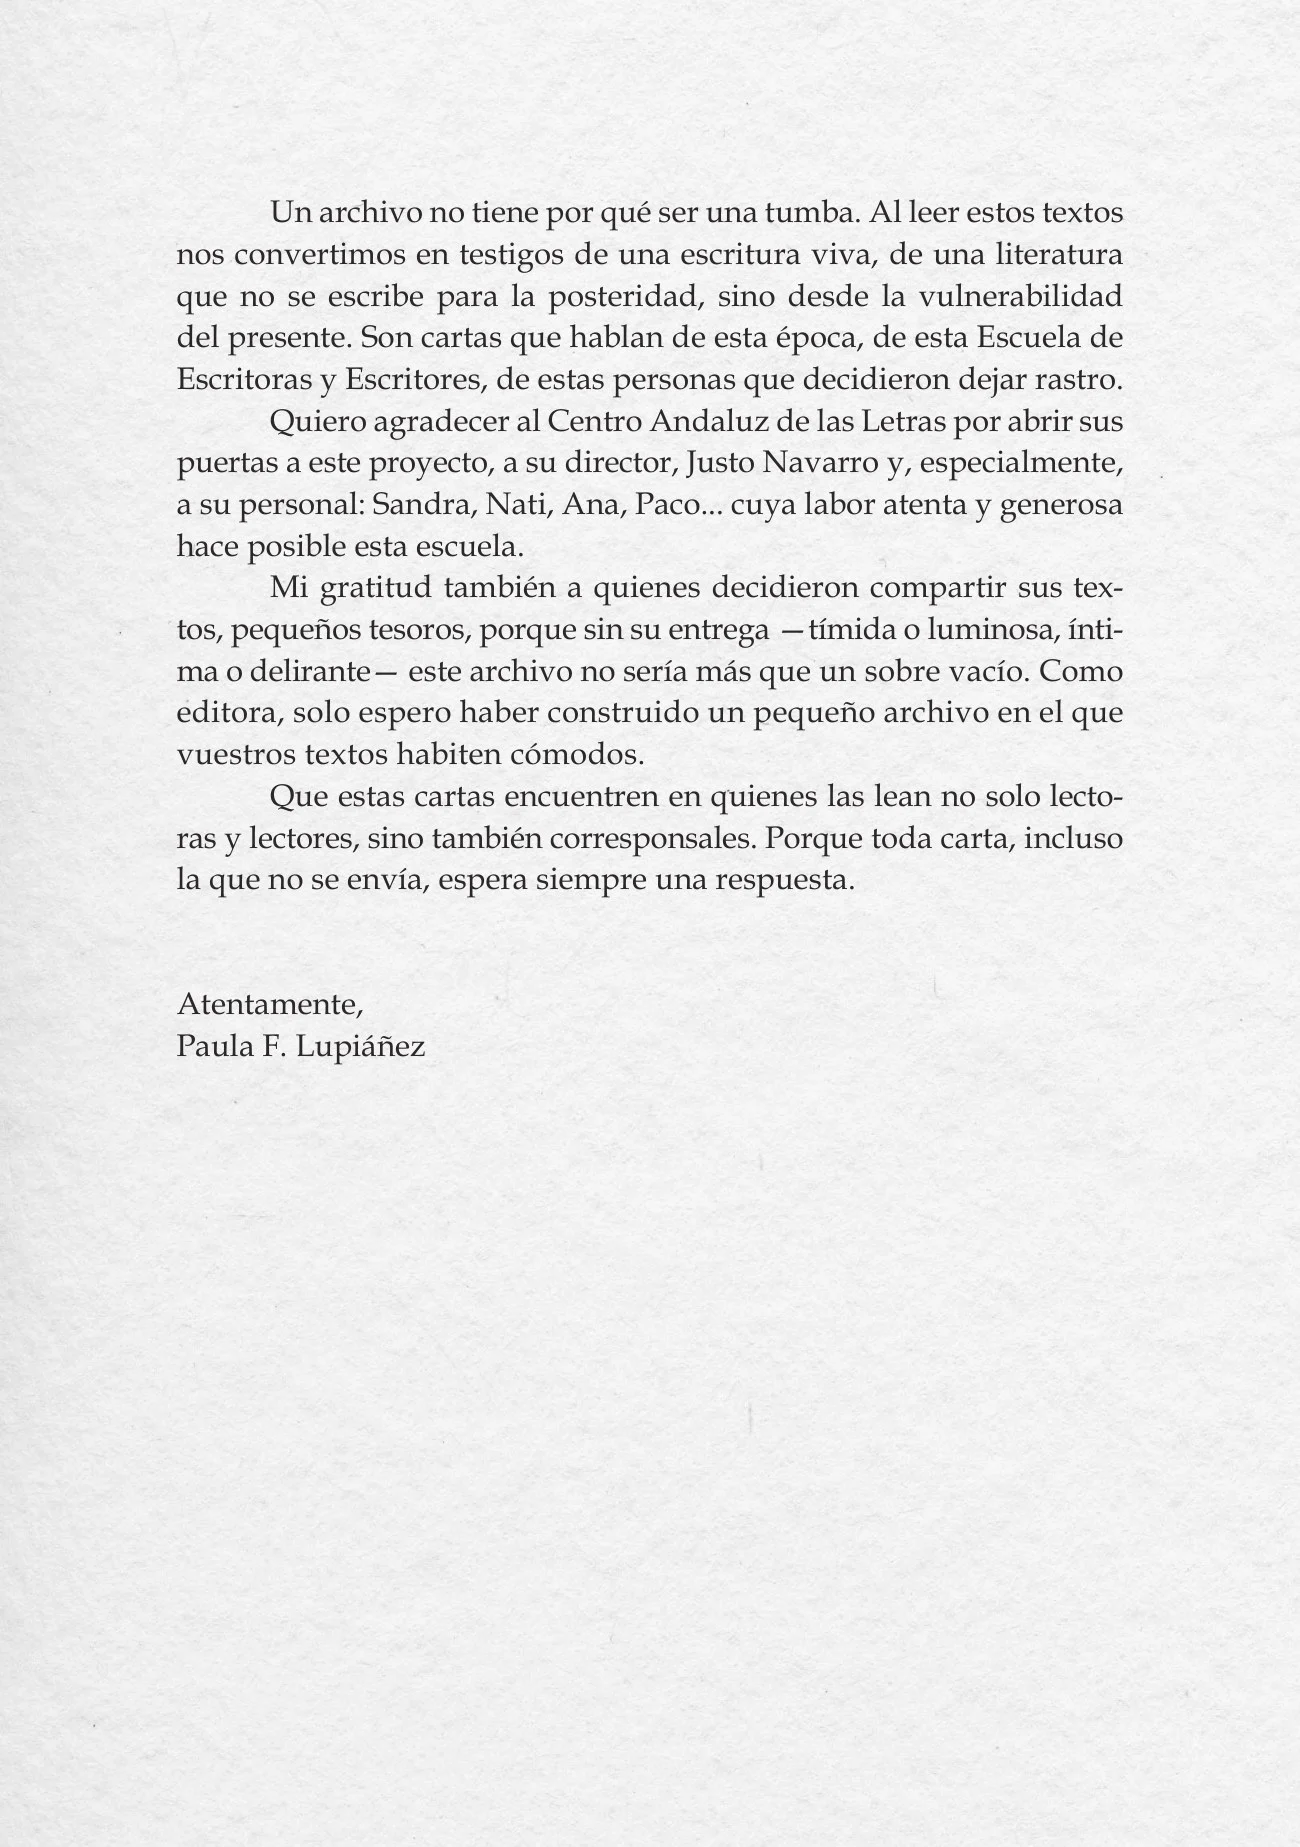 Un archivo no tiene por qué ser una tumba. Al leer estos textos
nos convertimos en testigos de una escritura viva, de una literatura
que no se escribe para la posteridad, sino desde la vulnerabilidad
del presente. Son cartas que hablan de esta época, de esta Escuela de
Escritoras y Escritores, de estas personas que decidieron dejar rastro.
Quiero agradecer al Centro Andaluz de las Letras por abrir sus
puertas a este proyecto, a su director, Justo Navarro y, especialmente,
a su personal: Sandra, Nati, Ana, Paco... cuya labor atenta y generosa
hace posible esta escuela.
Mi gratitud también a quienes decidieron compartir sus tex-
tos, pequeños tesoros, porque sin su entrega —tímida o luminosa, ínti-
ma o delirante— este archivo no sería más que un sobre vacío. Como
editora, solo espero haber construido un pequeño archivo en el que
vuestros textos habiten cómodos.
Que estas cartas encuentren en quienes las lean no solo lecto-
ras y lectores, sino también corresponsales. Porque toda carta, incluso
la que no se envía, espera siempre una respuesta.
Atentamente,
Paula F. Lupiáñez